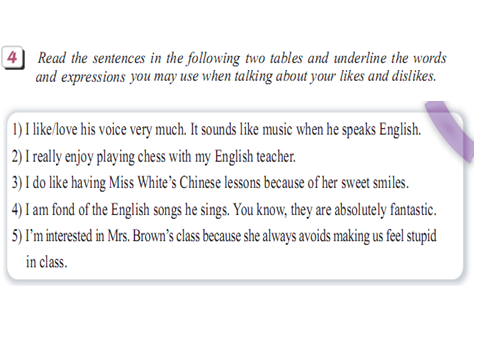 4 Read the sentences in the following two tables and underline the words
and expressions you may use when talking about your likes and dislikes.
1) I like/love his voice very much. It sounds like music when he speaks English.
2) I really enjoy playing chess with my English teacher.
3) I do like having Miss White's Chinese lessons because of her sweet smiles.
4) I am fond of the English songs he sings. You know, they are absolutely fantastic.
5) I'm interested in Mrs. Brown's class because she always avoids making us feel stupid
in class.